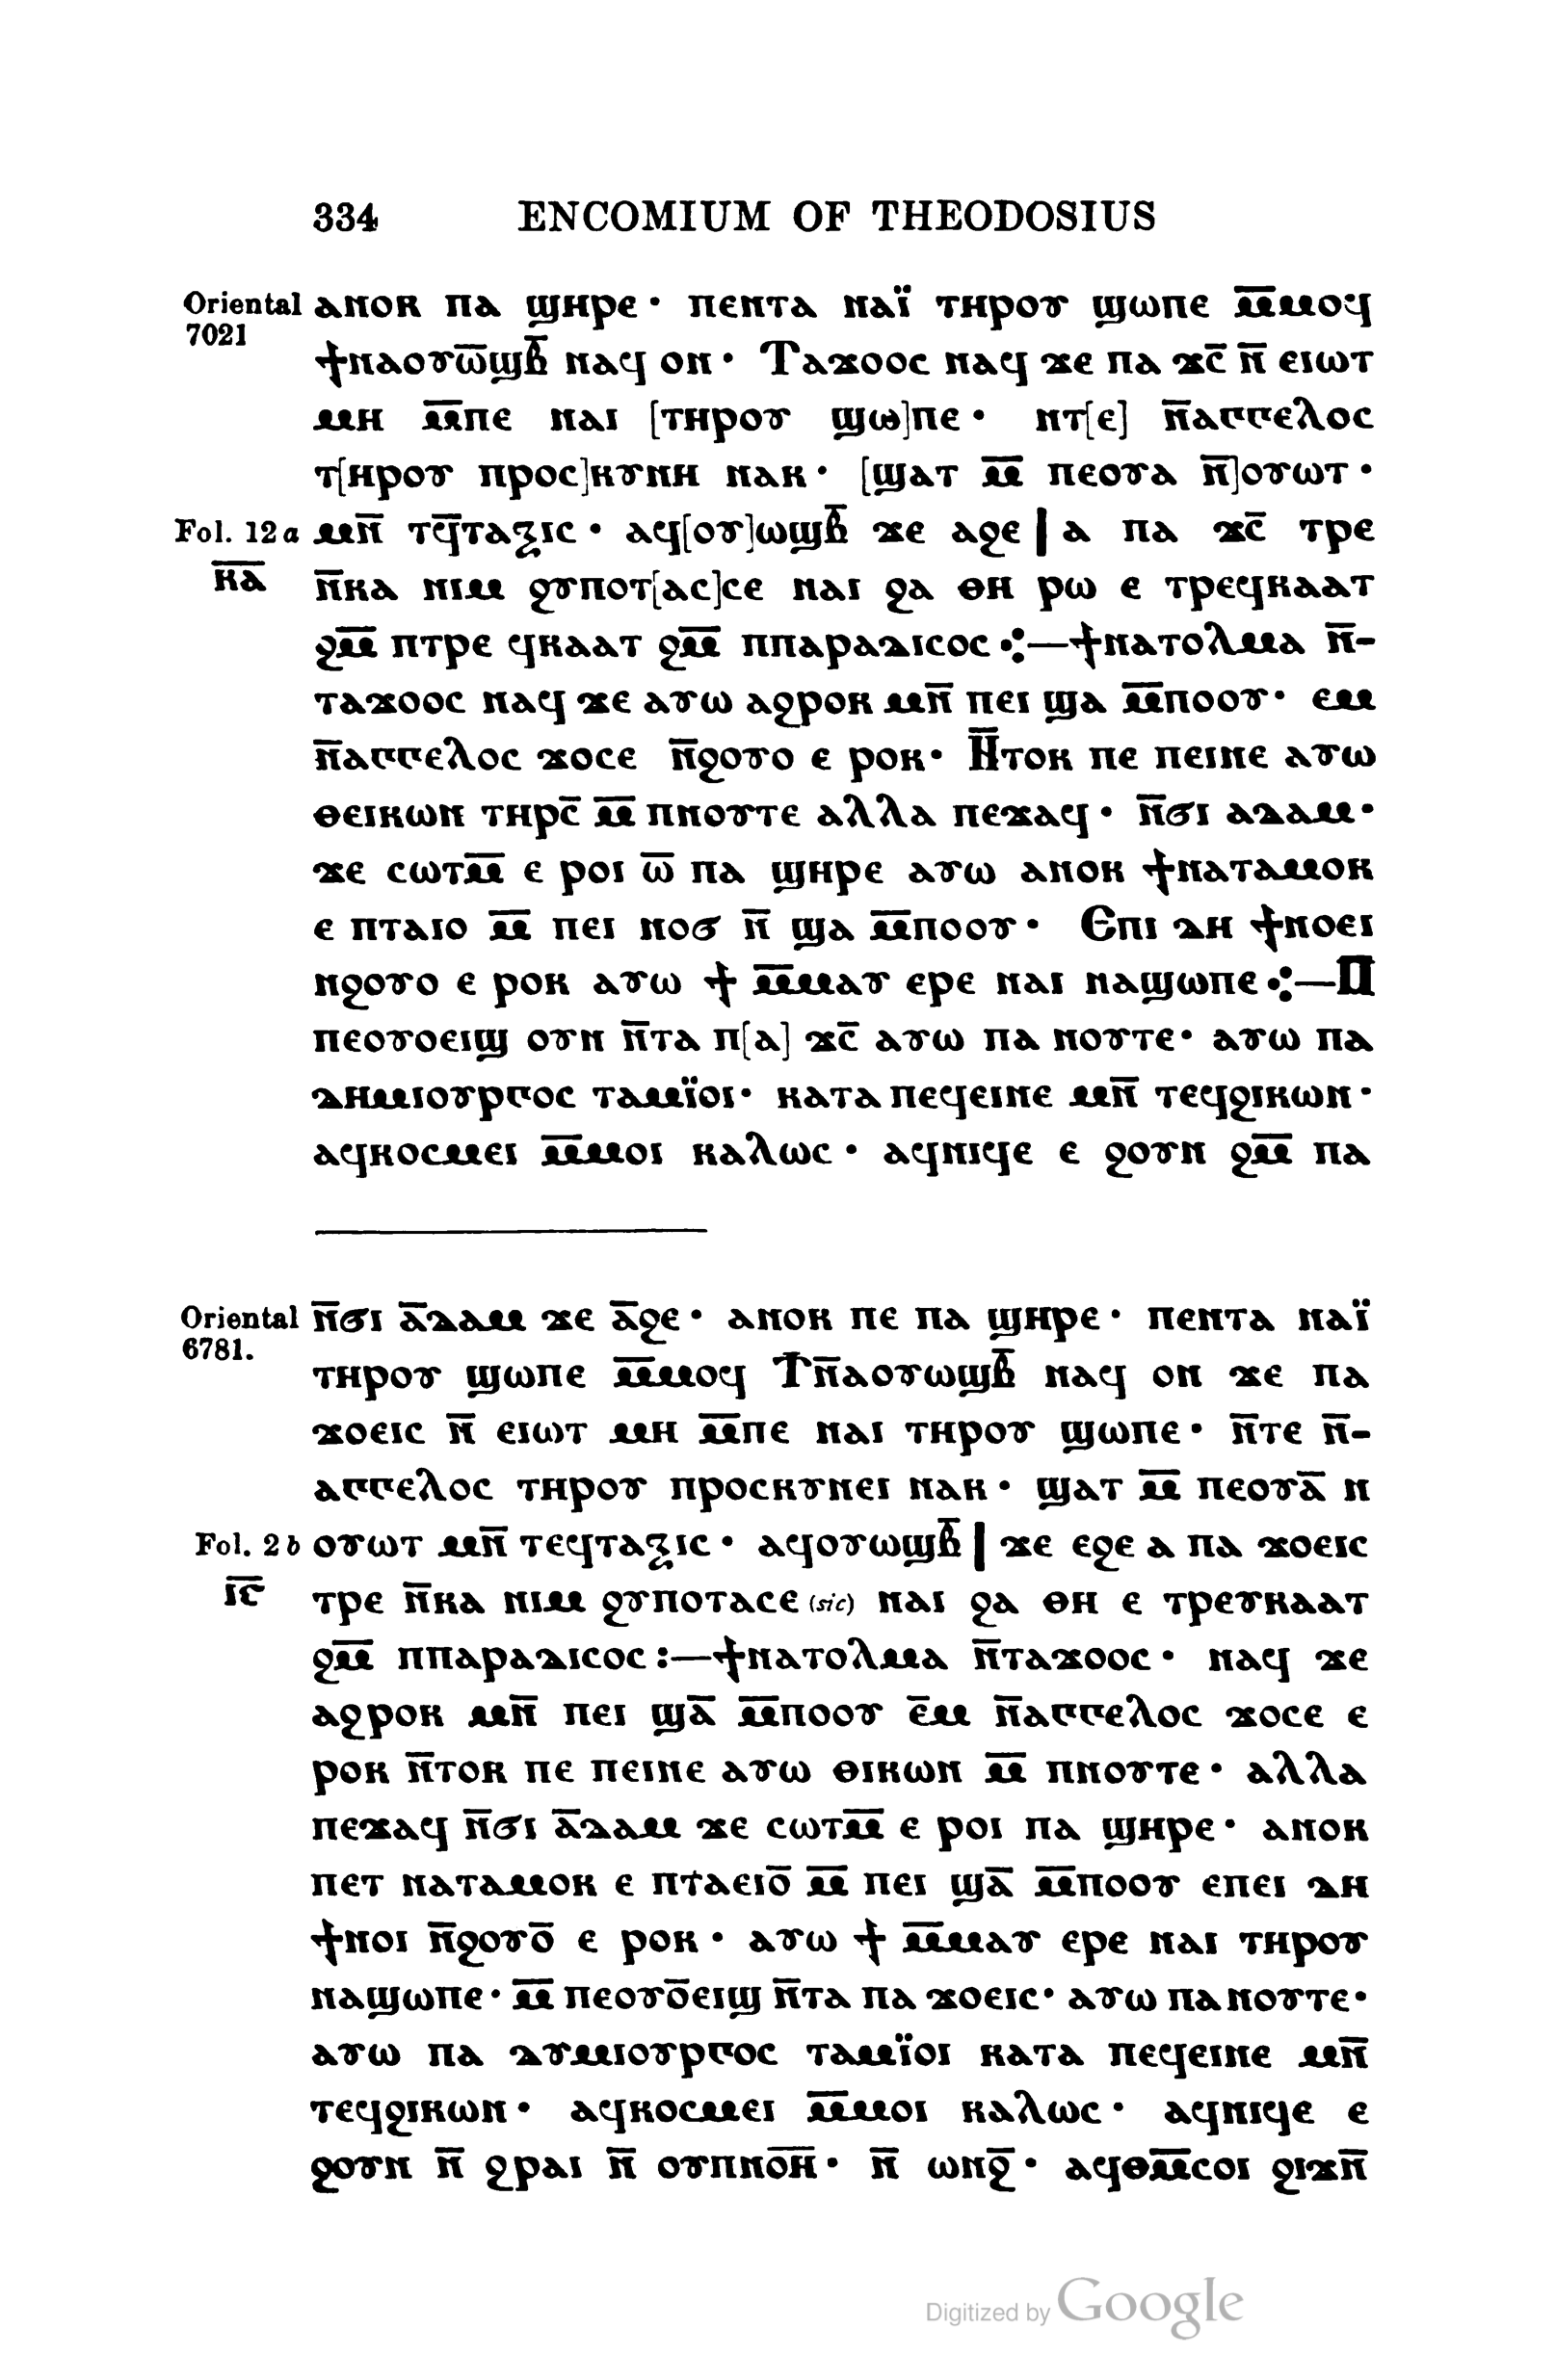 334 ENCOMIUM OF THEODOSIUS
Oriental ⲁⲛⲟⲕ ⲡⲁ ϣⲏⲣⲉ· ⲡⲉⲛⲧⲁ ⲛⲁⲓ̈ ⲧⲏⲣⲟⲩ ϣⲱⲡⲉ ⲙ̅ⲙⲟϥ
7021
ϯⲛⲁⲟⲩⲱ̅ϣⲃ̅ ⲛⲁϥ ⲟⲛ· Ⲧⲁϫⲟⲟⲥ ⲛⲁϥ ϫⲉ ⲡⲁ ϫⲥ̅ ⲛ̅ ⲉⲓⲱⲧ
ⲙⲏ ⲙ̅ⲡⲉ ⲛⲁⲓ [ⲧⲏⲣⲟⲩ ϣⲱ]ⲡⲉ· ⲛⲧ[ⲉ] ⲛ̅ⲁⲅⲅⲉⲗⲟⲥ
ⲧ[ⲏⲣⲟⲩ ⲡⲣⲟⲥ]ⲕⲩⲛⲏ ⲛⲁⲕ· [ϣⲁⲧ ⲙ̅ ⲡⲉⲟⲩⲁ ⲛ̅]ⲟⲩⲱⲧ·
Fol. 12 a ⲙⲛ̅ ⲧϥ̅ⲧⲁⲝⲓⲥ· ⲁϥ[ⲟⲩ]ⲱϣⲃ̅ ϫⲉ ⲁϩⲉ | ⲁ ⲡⲁ ϫⲥ̅ ⲧⲣⲉ
ⲕ̅ⲁ̅ ⲛ̅ⲕⲁ ⲛⲓⲙ ϩⲩⲡⲟⲧ[ⲁⲥ]ⲥⲉ ⲛⲁⲓ ϩⲁ ⲑⲏ ⲣⲱ ⲉ ⲧⲣⲉϥⲕⲁⲁⲧ
ϩⲙ̅ ⲡⲧⲣⲉ ϥⲕⲁⲁⲧ ϩⲙ̅ ⲡⲡⲁⲣⲁⲇⲓⲥⲟⲥ ⁘—ϯⲛⲁⲧⲟⲗⲙⲁ ⲛ̅-
ⲧⲁϫⲟⲟⲥ ⲛⲁϥ ϫⲉ ⲁⲩⲱ ⲁϩⲣⲟⲕ ⲙⲛ̅ ⲡⲉⲓ ϣⲁ ⲙ̅ⲡⲟⲟⲩ· ⲉⲙ
ⲛ̅ⲁⲅⲅⲉⲗⲟⲥ ϫⲟⲥⲉ ⲛ̅ϩⲟⲩⲟ ⲉ ⲣⲟⲕ· Ⲛ̅ⲧⲟⲕ ⲡⲉ ⲡⲉⲓⲛⲉ ⲁⲩⲱ
ⲑⲉⲓⲕⲱⲛ ⲧⲏⲣⲥ̅ ⲙ̅ ⲡⲛⲟⲩⲧⲉ ⲁⲗⲗⲁ ⲡⲉϫⲁϥ· ⲛ̅ϭⲓ ⲁⲇⲁⲙ·
ϫⲉ ⲥⲱⲧⲙ̅ ⲉ ⲣⲟⲓ ⲱ̅ ⲡⲁ ϣⲏⲣⲉ ⲁⲩⲱ ⲁⲛⲟⲕ ϯⲛⲁⲧⲁⲙⲟⲕ
ⲉ ⲡⲧⲁⲓⲟ ⲙ̅ ⲡⲉⲓ ⲛⲟϭ ⲛ̅ ϣⲁ ⲙ̅ⲡⲟⲟⲩ· Ⲉⲡⲓ ⲇⲏ ϯⲛⲟⲉⲓ
ⲛϩⲟⲩⲟ ⲉ ⲣⲟⲕ ⲁⲩⲱ ϯ ⲙ̅ⲙⲁⲩ ⲉⲣⲉ ⲛⲁⲓ ⲛⲁϣⲱⲡⲉ ⁘—Ⲡ
ⲡⲉⲟⲩⲟⲉⲓϣ ⲟⲩⲛ ⲛ̅ⲧⲁ ⲡ[ⲁ] ϫⲥ̅ ⲁⲩⲱ ⲡⲁ ⲛⲟⲩⲧⲉ· ⲁⲩⲱ ⲡⲁ
ⲇⲏⲙⲓⲟⲩⲣⲅⲟⲥ ⲧⲁⲙⲓ̈ⲟⲓ· ⲕⲁⲧⲁ ⲡⲉϥⲉⲓⲛⲉ ⲙⲛ̅ ⲧⲉϥϩⲓⲕⲱⲛ·
ⲁϥⲕⲟⲥⲙⲉⲓ ⲙ̅ⲙⲟⲓ ⲕⲁⲗⲱⲥ· ⲁϥⲛⲓϥⲉ ⲉ ϩⲟⲩⲛ ϩⲙ̅ ⲡⲁ
Oriental ⲛ̅ϭⲓ ⲁ̅ⲇⲁⲙ ϫⲉ ⲁ̅ϩⲉ· ⲁⲛⲟⲕ ⲡⲉ ⲡⲁ ϣⲏⲣⲉ· ⲡⲉⲛⲧⲁ ⲛⲁⲓ̈
6781.
ⲧⲏⲣⲟⲩ ϣⲱⲡⲉ ⲙ̅ⲙⲟϥ Ϯⲛ̅ⲁⲟⲩⲱϣⲃ̅ ⲛⲁϥ ⲟⲛ ϫⲉ ⲡⲁ
ϫⲟⲉⲓⲥ ⲛ̅ ⲉⲓⲱⲧ ⲙⲏ ⲙ̅ⲡⲉ ⲛⲁⲓ ⲧⲏⲣⲟⲩ ϣⲱⲡⲉ· ⲛ̅ⲧⲉ ⲛ̅-
ⲁⲅⲅⲉⲗⲟⲥ ⲧⲏⲣⲟⲩ ⲡⲣⲟⲥⲕⲩⲛⲉⲓ ⲛⲁⲕ· ϣⲁⲧ ⲙ̅ ⲡⲉⲟⲩⲁ̅ ⲛ
Fol. 2 b ⲟⲩⲱⲧ ⲙⲛ̅ ⲧⲉϥⲧⲁⲝⲓⲥ· ⲁϥⲟⲩⲱϣⲃ̅ | ϫⲉ ⲉϩⲉ ⲁ ⲡⲁ ϫⲟⲉⲓⲥ
ⲓ̅ⲋ̅ ⲧⲣⲉ ⲛ̅ⲕⲁ ⲛⲓⲙ ϩⲩⲡⲟⲧⲁⲥⲉ (sic) ⲛⲁⲓ ϩⲁ ⲑⲏ ⲉ ⲧⲣⲉⲩⲕⲁⲁⲧ
ϩⲙ̅ ⲡⲡⲁⲣⲁⲇⲓⲥⲟⲥ :—ϯⲛⲁⲧⲟⲗⲙⲁ ⲛ̅ⲧⲁϫⲟⲟⲥ· ⲛⲁϥ ϫⲉ
ⲁϩⲣⲟⲕ ⲙⲛ̅ ⲡⲉⲓ ϣⲁ̅ ⲙ̅ⲡⲟⲟⲩ ⲉ̅ⲙ ⲛ̅ⲁⲅⲅⲉⲗⲟⲥ ϫⲟⲥⲉ ⲉ
ⲣⲟⲕ ⲛ̅ⲧⲟⲕ ⲡⲉ ⲡⲉⲓⲛⲉ ⲁⲩⲱ ⲑⲓⲕⲱⲛ ⲙ̅ ⲡⲛⲟⲩⲧⲉ· ⲁⲗⲗⲁ
ⲡⲉϫⲁϥ ⲛ̅ϭⲓ ⲁ̅ⲇⲁⲙ ϫⲉ ⲥⲱⲧⲙ̅ ⲉ ⲣⲟⲓ ⲡⲁ ϣⲏⲣⲉ· ⲁⲛⲟⲕ
ⲡⲉⲧ ⲛⲁⲧⲁⲙⲟⲕ ⲉ ⲡⲧⲁⲉⲓⲟ̅ ⲙ̅ ⲡⲉⲓ ϣⲁ̅ ⲙ̅ⲡⲟⲟⲩ ⲉⲡⲉⲓ ⲇⲏ
ϯⲛⲟⲓ ⲛ̅ϩⲟⲩⲟ̅ ⲉ ⲣⲟⲕ· ⲁⲩⲱ ϯ ⲙ̅ⲙⲁⲩ ⲉⲣⲉ ⲛⲁⲓ ⲧⲏⲣⲟⲩ
ⲛⲁϣⲱⲡⲉ· ⲙ̅ ⲡⲉⲟⲩⲟ̅ⲉⲓϣ ⲛ̅ⲧⲁ ⲡⲁ ϫⲟⲉⲓⲥ· ⲁⲩⲱ ⲡⲁ ⲛⲟⲩⲧⲉ·
ⲁⲩⲱ ⲡⲁ ⲇⲩⲙⲓⲟⲩⲣⲅⲟⲥ ⲧⲁⲙⲓ̈ⲟⲓ ⲕⲁⲧⲁ ⲡⲉϥⲉⲓⲛⲉ ⲙⲛ̅
ⲧⲉϥϩⲓⲕⲱⲛ· ⲁϥⲕⲟⲥⲙⲉⲓ ⲙ̅ⲙⲟⲓ ⲕⲁⲗⲱⲥ· ⲁϥⲛⲓϥⲉ ⲉ
ϩⲟⲩⲛ ⲛ̅ ϩⲣⲁⲓ ⲛ̅ ⲟⲩⲡⲛⲟ̅ⲏ̅· ⲛ̅ ⲱⲛϩ̅· ⲁϥⲑⲙ̅ⲥⲟⲓ ϩⲓϫⲛ̅
Digitized by Google